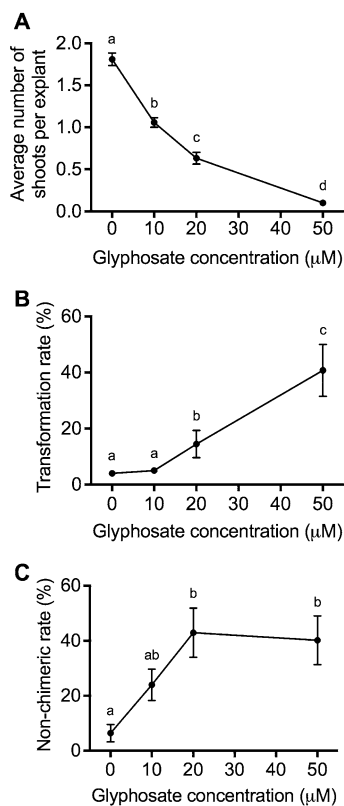 A
Average number of
shoots per explant
2.0
1.5
1.0
0.5
0.0
a
b
c
d
0 10 20 30 40 50
Glyphosate concentration (μM)
B
Transformation rate (%)
60
40
20
0
a
a
b
c
0 10 20 30 40 50
Glyphosate concentration (μM)
C
Non-chimeric rate (%)
60
40
20
0
a
ab
b
b
0 10 20 30 40 50
Glyphosate concentration (μM)